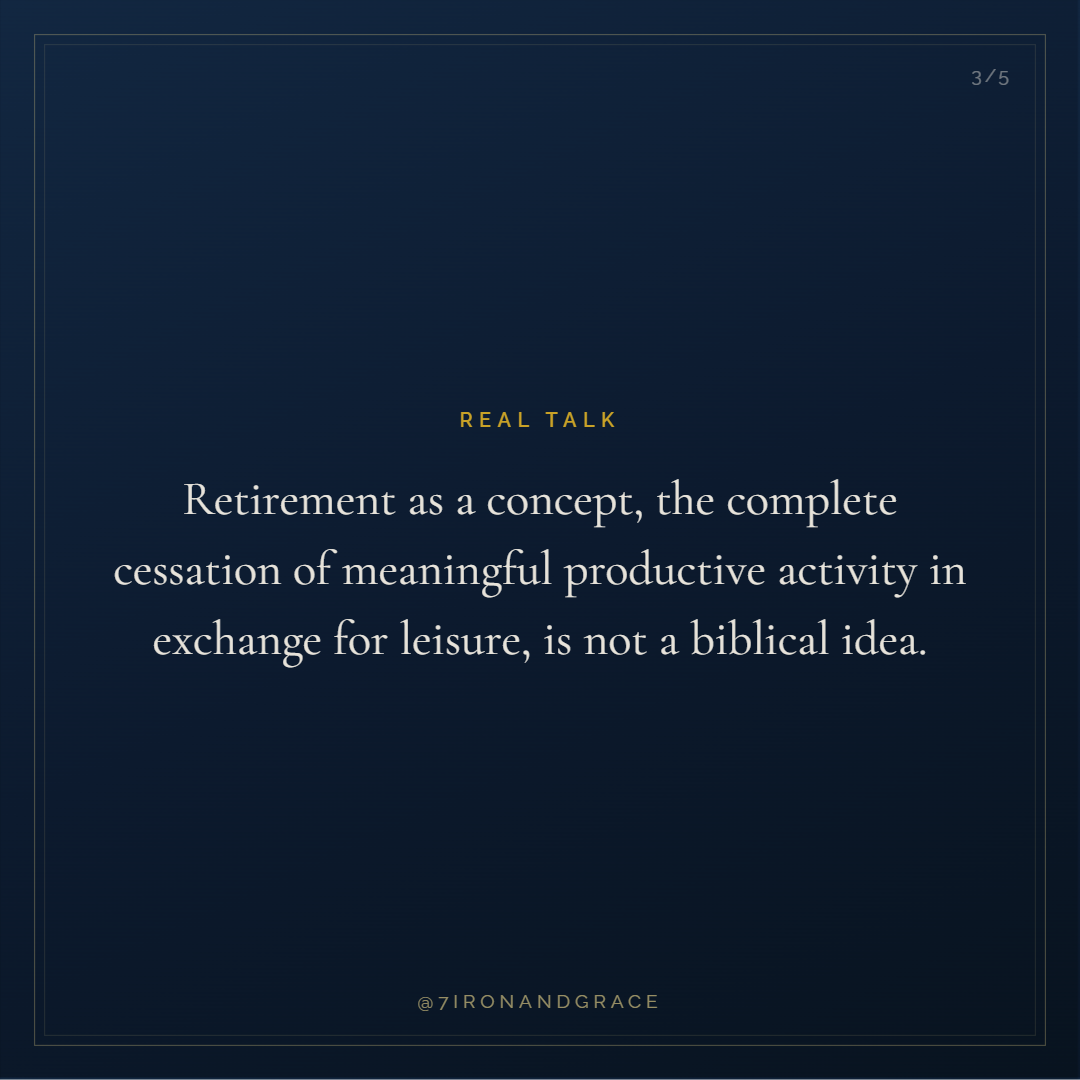 3/5
REAL TALK
Retirement as a concept, the complete
cessation of meaningful productive activity in
exchange for leisure, is not a biblical idea.
@7IRONANDGRACE